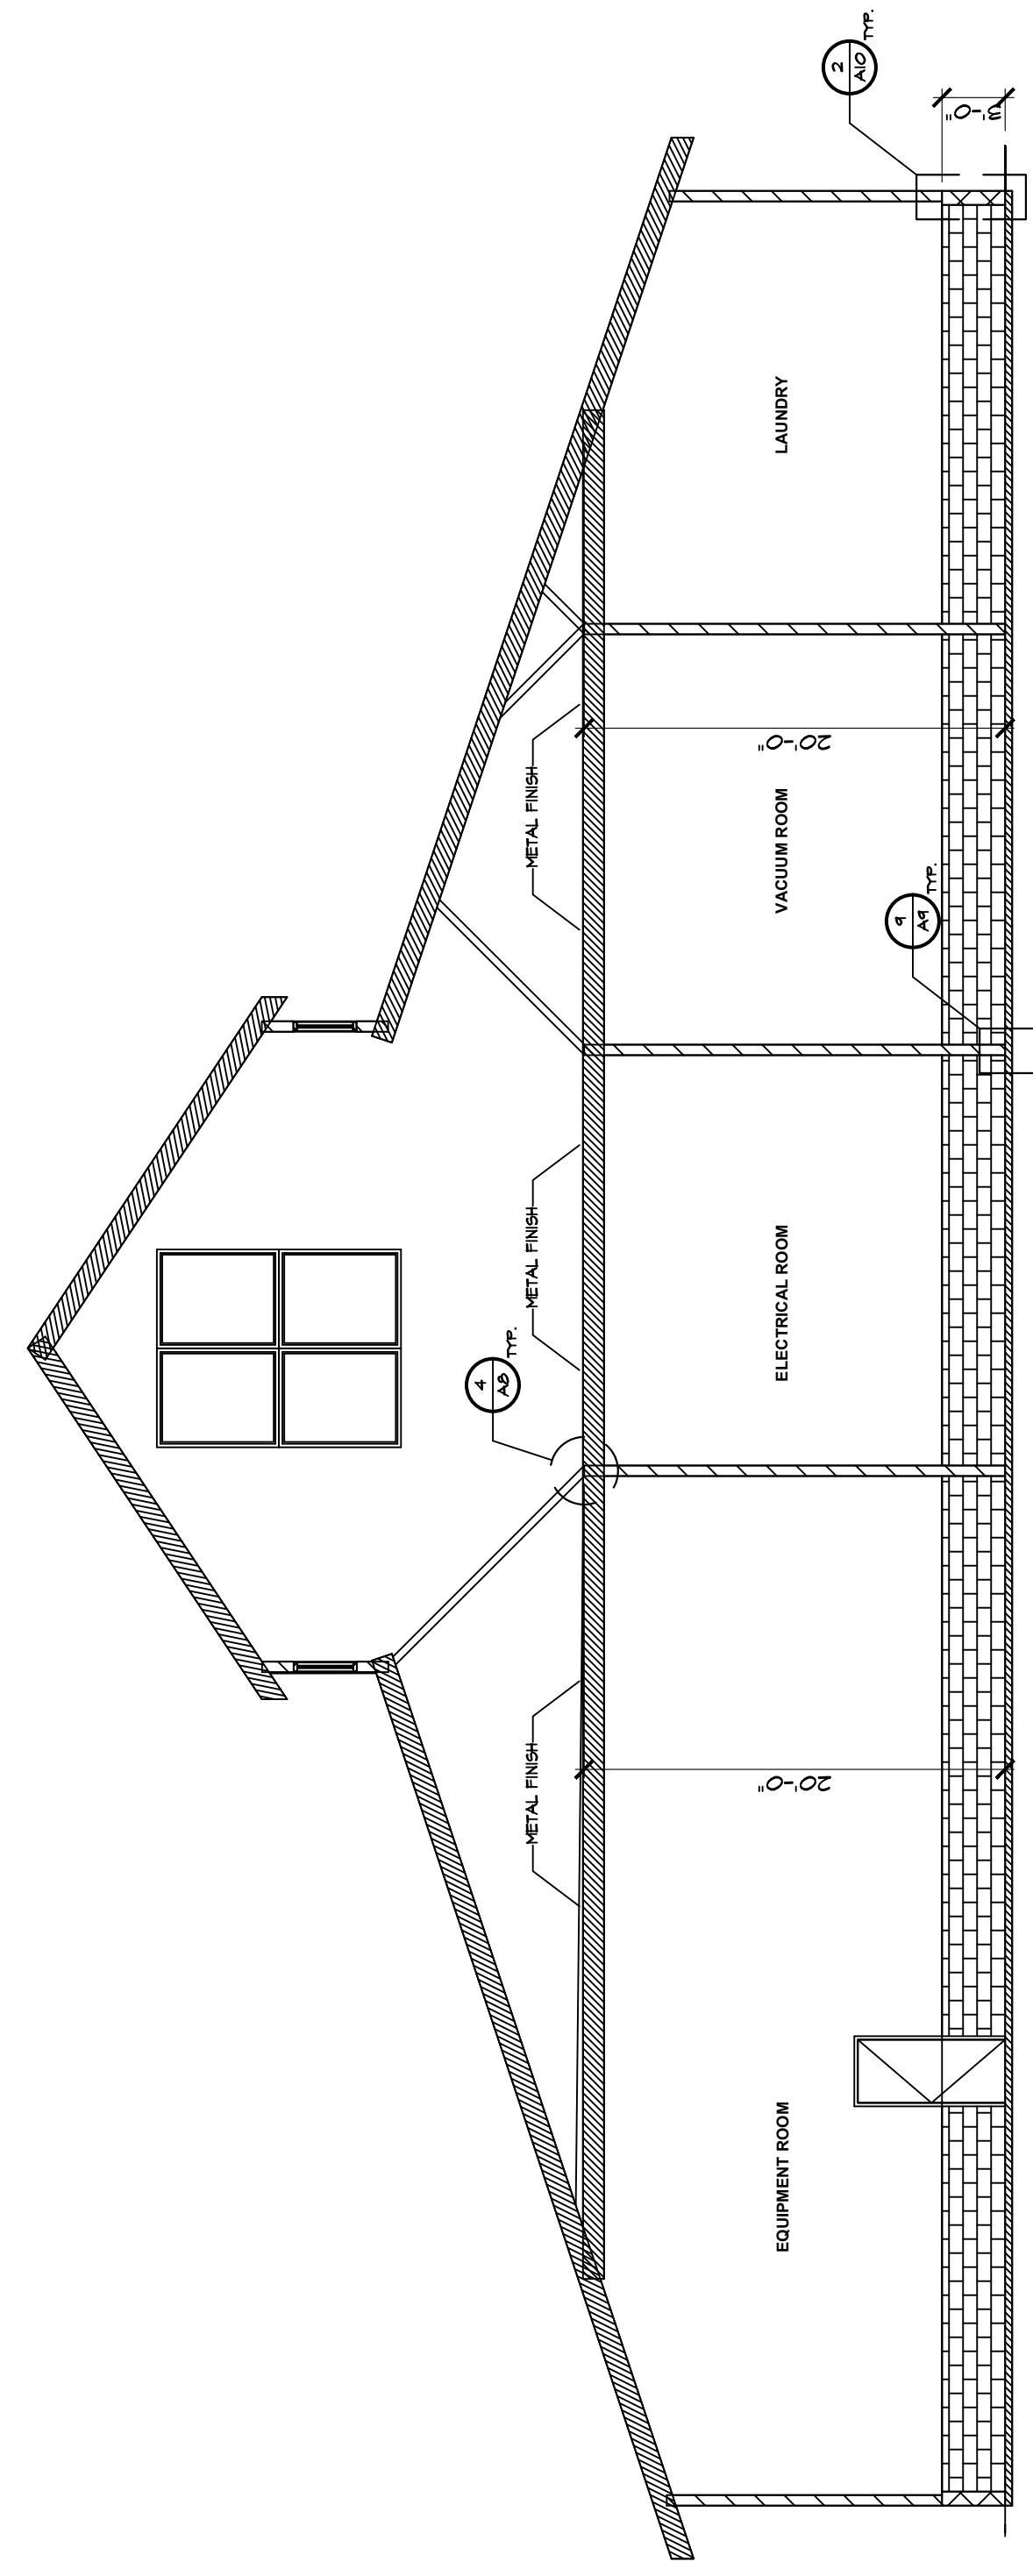 METAL FINISH
METAL FINISH
METAL FINISH
4
A8
TYP.
EQUIPMENT ROOM
ELECTRICAL ROOM
VACUUM ROOM
LAUNDRY
20'-0"
20'-0"
9
A9
TYP.
2
A10
TYP.
3'-0"